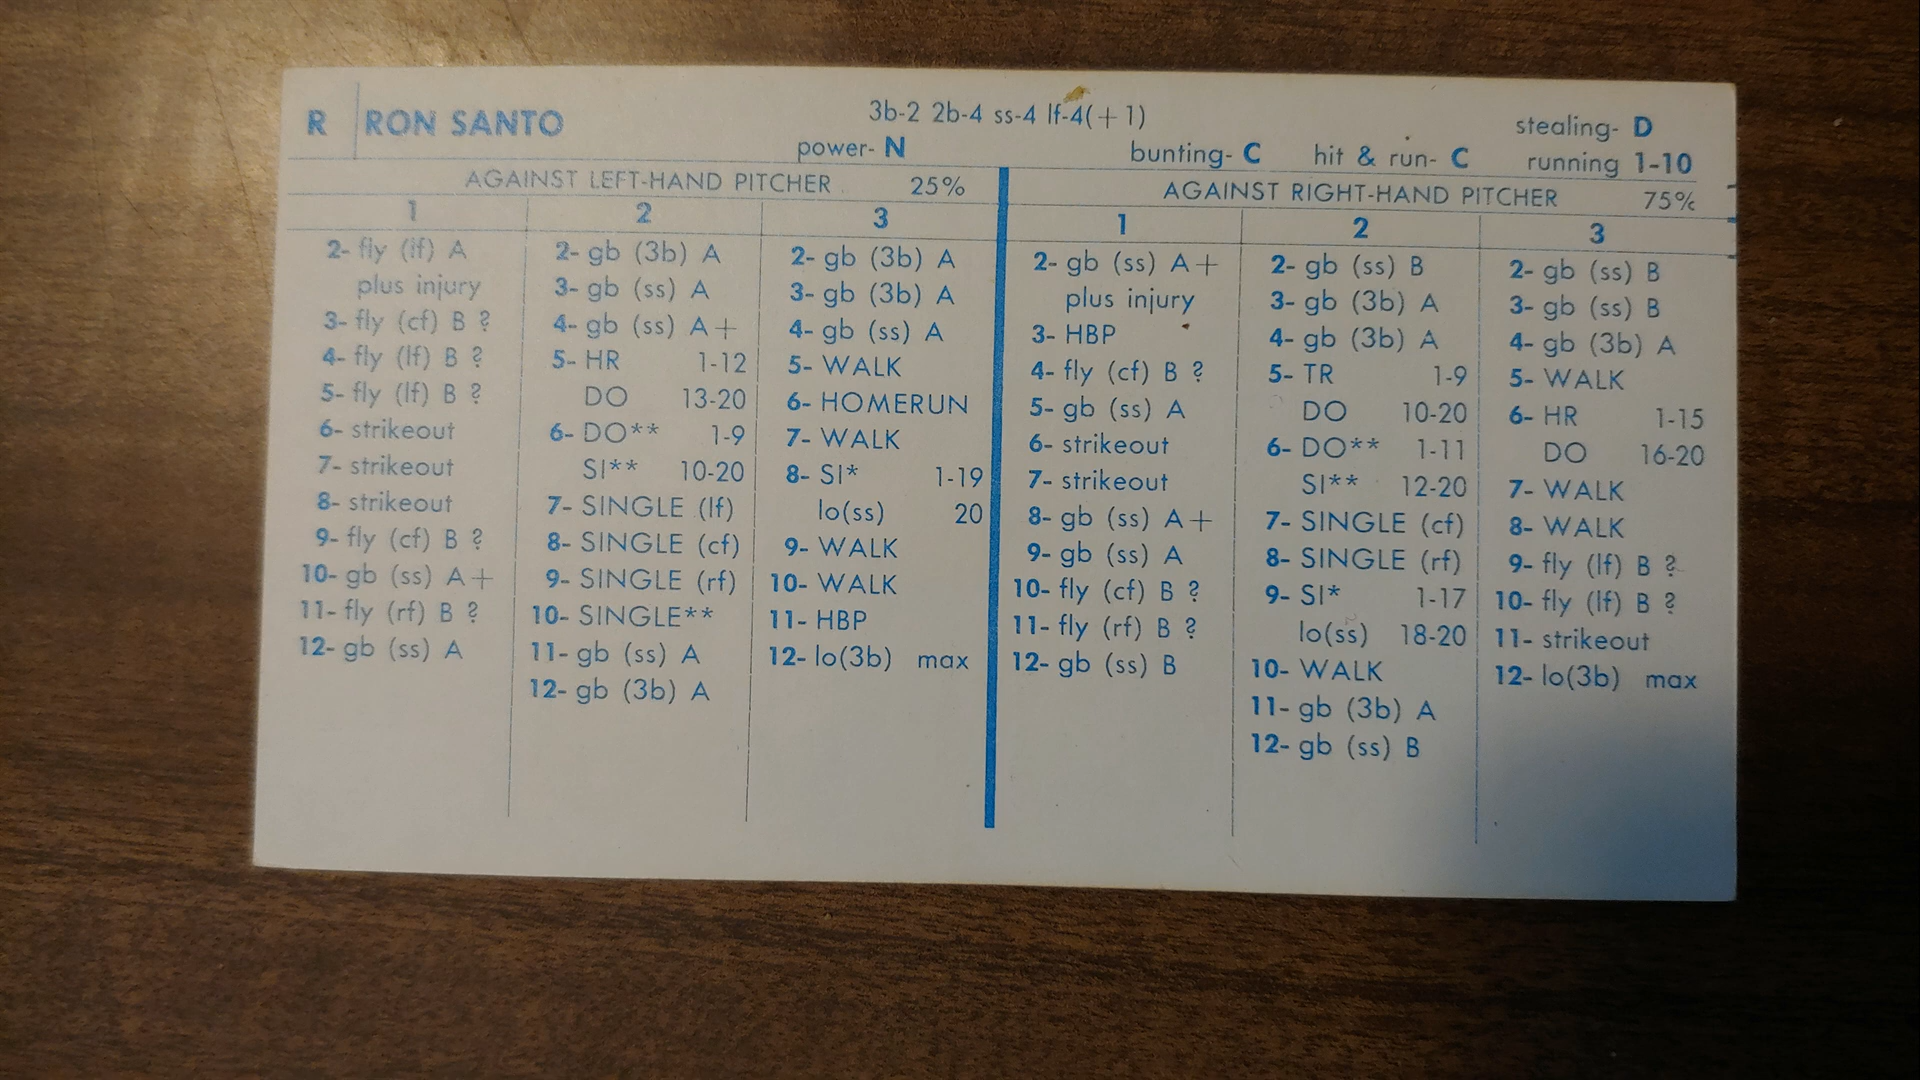 R RON SANTO
3b-2 2b-4 ss-4 lf-4(+1)
power- N
bunting- C hit & run- C
stealing- D
running 1-10
AGAINST LEFT-HAND PITCHER 25%
1
2- fly (lf) A
plus injury
3- fly (cf) B ?
4- fly (lf) B ?
5- fly (lf) B ?
6- strikeout
7- strikeout
8- strikeout
9- fly (cf) B ?
10- gb (ss) A+
11- fly (rf) B ?
12- gb (ss) A
2
2- gb (3b) A
3- gb (ss) A
4- gb (ss) A+
5- HR 1-12
DO 13-20
6- DO** 1-9
SI** 10-20
7- SINGLE (lf)
8- SINGLE (cf)
9- SINGLE (rf)
10- SINGLE**
11- gb (ss) A
12- gb (3b) A
3
2- gb (3b) A
3- gb (3b) A
4- gb (ss) A
5- WALK
6- HOMERUN
7- WALK
8- SI* 1-19
lo(ss) 20
9- WALK
10- WALK
11- HBP
12- lo(3b) max
AGAINST RIGHT-HAND PITCHER 75%
1
2- gb (ss) A+
plus injury
3- HBP
4- fly (cf) B ?
5- gb (ss) A
6- strikeout
7- strikeout
8- gb (ss) A+
9- gb (ss) A
10- fly (cf) B ?
11- fly (rf) B ?
12- gb (ss) B
2
2- gb (ss) B
3- gb (3b) A
4- gb (3b) A
5- TR 1-9
DO 10-20
6- DO** 1-11
SI** 12-20
7- SINGLE (cf)
8- SINGLE (rf)
9- SI* 1-17
lo(ss) 18-20
10- WALK
11- gb (3b) A
12- gb (ss) B
3
2- gb (ss) B
3- gb (ss) B
4- gb (3b) A
5- WALK
6- HR 1-15
DO 16-20
7- WALK
8- WALK
9- fly (lf) B ?
10- fly (lf) B ?
11- strikeout
12- lo(3b) max